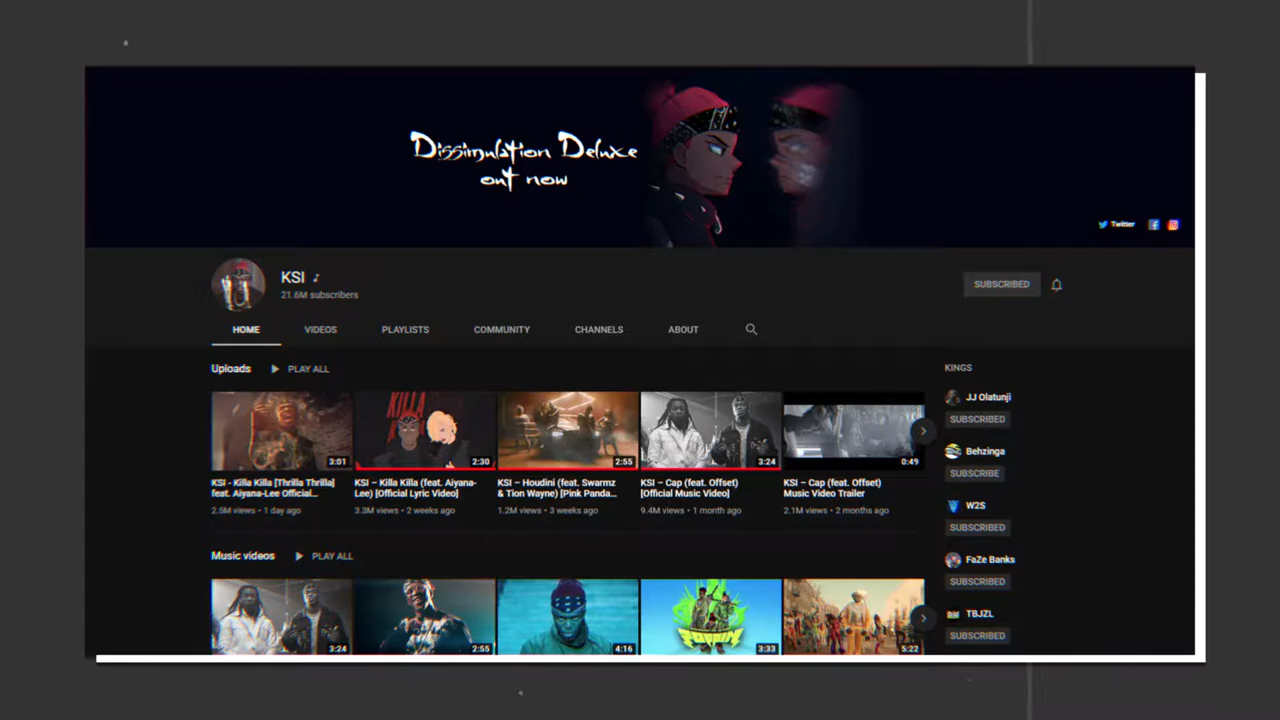 Dissimulation Deluxe
out now
Twitter
KSI
21.6M subscribers
SUBSCRIBED
HOME VIDEOS PLAYLISTS COMMUNITY CHANNELS ABOUT
Uploads PLAY ALL
KINGS
JJ Olatunji
SUBSCRIBED
Behzinga
SUBSCRIBE
W2S
SUBSCRIBED
FaZe Banks
SUBSCRIBED
TBJZL
SUBSCRIBED
KILLA
3:01 2:30 2:55 3:24 0:49
KSI - Killa Killa [Thrilla Thrilla]
feat. Aiyana-Lee Official...
2.5M views • 1 day ago
KSI – Killa Killa (feat. Aiyana-
Lee) [Official Lyric Video]
3.3M views • 2 weeks ago
KSI – Houdini (feat. Swarmz
& Tion Wayne) [Pink Panda...
1.2M views • 3 weeks ago
KSI – Cap (feat. Offset)
[Official Music Video]
9.4M views • 1 month ago
KSI – Cap (feat. Offset)
Music Video Trailer
2.1M views • 2 months ago
Music videos PLAY ALL
POPPIN
3:24 2:55 4:16 3:33 5:22